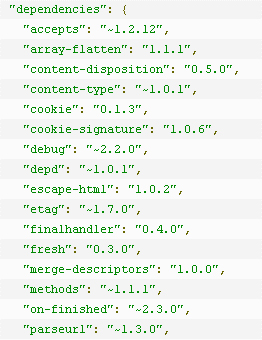 "dependencies": {
"accepts": "~1.2.12",
"array-flatten": "1.1.1",
"content-disposition": "0.5.0",
"content-type": "~1.0.1",
"cookie": "0.1.3",
"cookie-signature": "1.0.6",
"debug": "~2.2.0",
"depd": "~1.0.1",
"escape-html": "1.0.2",
"etag": "~1.7.0",
"finalhandler": "0.4.0",
"fresh": "0.3.0",
"merge-descriptors": "1.0.0",
"methods": "~1.1.1",
"on-finished": "~2.3.0",
"parseurl": "~1.3.0",